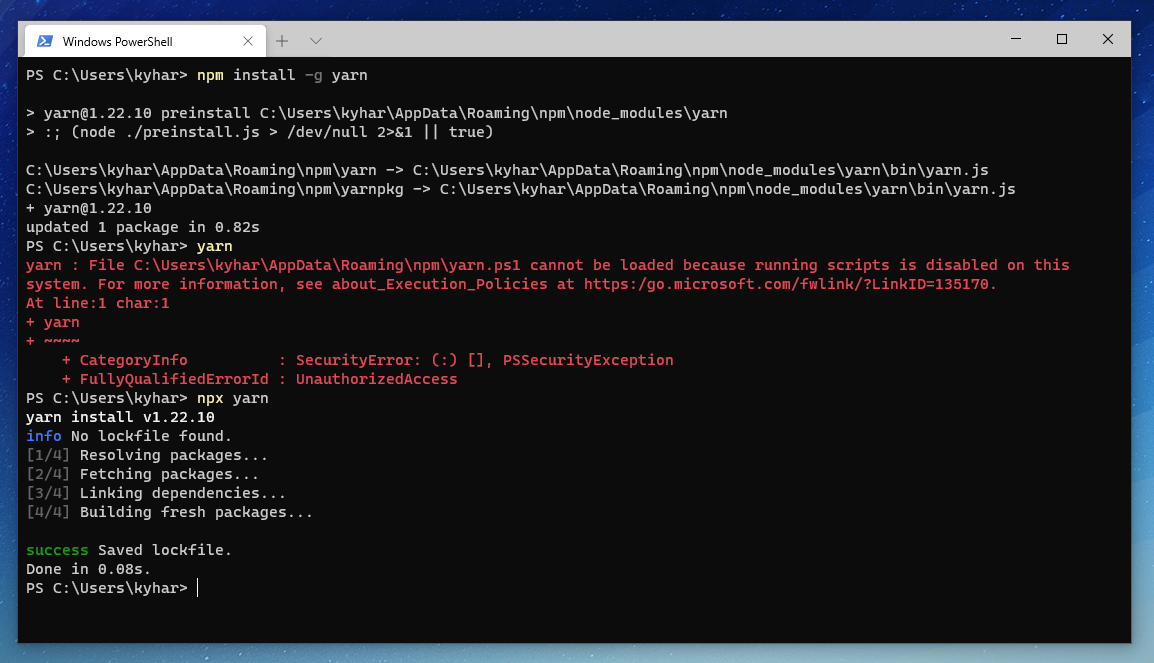 Windows PowerShell
PS C:\Users\kyhar> npm install -g yarn
> yarn@1.22.10 preinstall C:\Users\kyhar\AppData\Roaming\npm\node_modules\yarn
> :; (node ./preinstall.js > /dev/null 2>&1 || true)
C:\Users\kyhar\AppData\Roaming\npm\yarn -> C:\Users\kyhar\AppData\Roaming\npm\node_modules\yarn\bin\yarn.js
C:\Users\kyhar\AppData\Roaming\npm\yarnpkg -> C:\Users\kyhar\AppData\Roaming\npm\node_modules\yarn\bin\yarn.js
+ yarn@1.22.10
updated 1 package in 0.82s
PS C:\Users\kyhar> yarn
yarn : File C:\Users\kyhar\AppData\Roaming\npm\yarn.ps1 cannot be loaded because running scripts is disabled on this
system. For more information, see about_Execution_Policies at https:/go.microsoft.com/fwlink/?LinkID=135170.
At line:1 char:1
+ yarn
+ ~~~~
    + CategoryInfo          : SecurityError: (:) [], PSSecurityException
    + FullyQualifiedErrorId : UnauthorizedAccess
PS C:\Users\kyhar> npx yarn
yarn install v1.22.10
info No lockfile found.
[1/4] Resolving packages...
[2/4] Fetching packages...
[3/4] Linking dependencies...
[4/4] Building fresh packages...
success Saved lockfile.
Done in 0.08s.
PS C:\Users\kyhar>